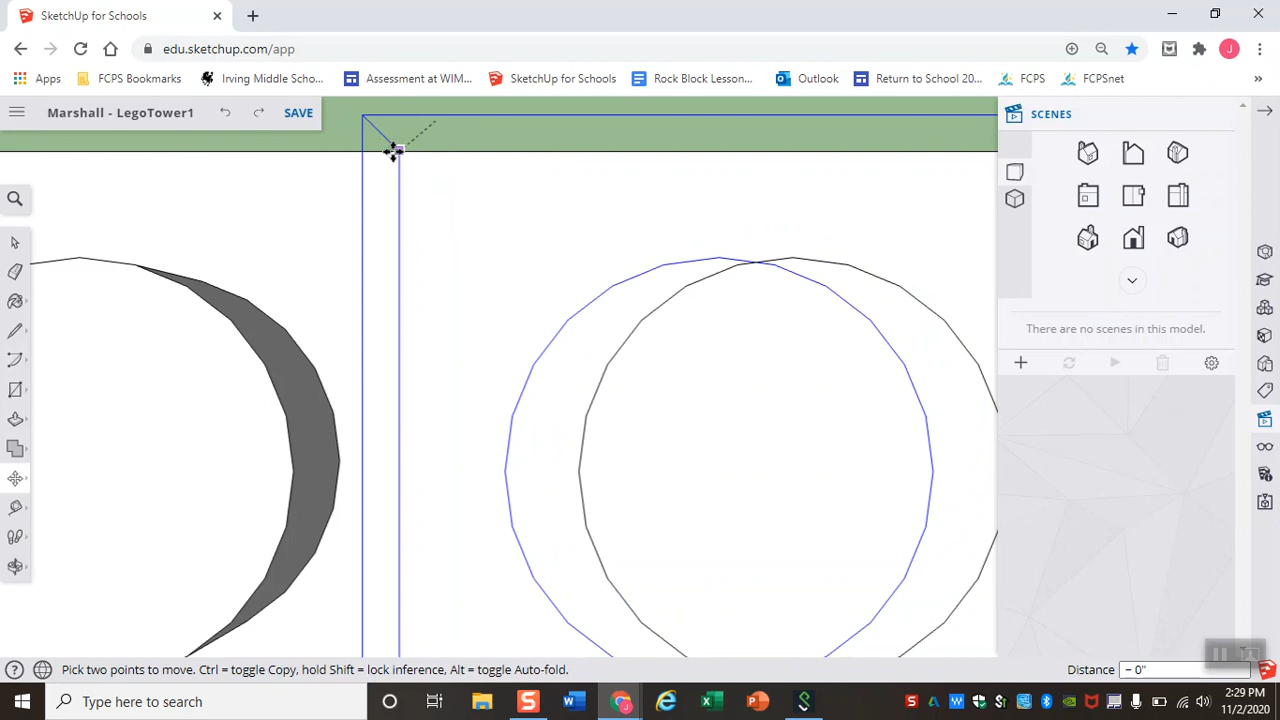 SketchUp for Schools
edu.sketchup.com/app
J
Apps
FCPS Bookmarks
Irving Middle Scho...
Assessment at WIM...
SketchUp for Schools
Rock Block Lesson...
Outlook
Return to School 20...
FCPS
FCPSnet
»
Marshall - LegoTower1
SAVE
SCENES
There are no scenes in this model.
Pick two points to move. Ctrl = toggle Copy, hold Shift = lock inference, Alt = toggle Auto-fold.
Distance
~ 0"
Type here to search
2:29 PM
11/2/2020